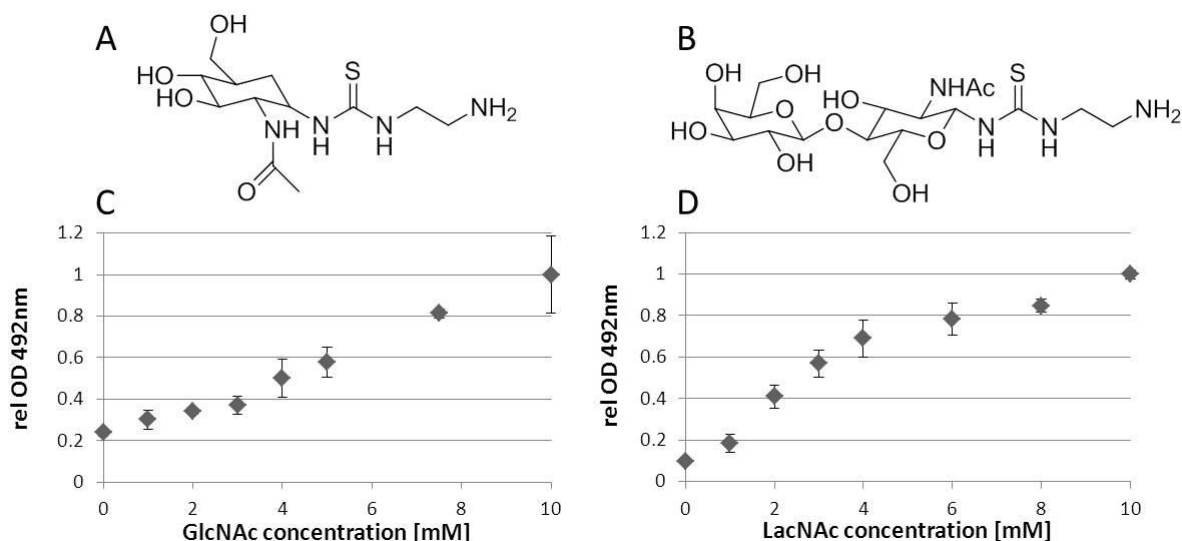 A
OH
HO
HO
NH
O
N
H
S
N
H
NH₂
B
OH
OH
HO
O
OH
O
HO
NHAc
O
OH
N
H
S
N
H
NH₂
C
rel OD 492nm
1.2
1
0.8
0.6
0.4
0.2
0
0 2 4 6 8 10
GlcNAc concentration [mM]
D
rel OD 492nm
1.2
1
0.8
0.6
0.4
0.2
0
0 2 4 6 8 10
LacNAc concentration [mM]